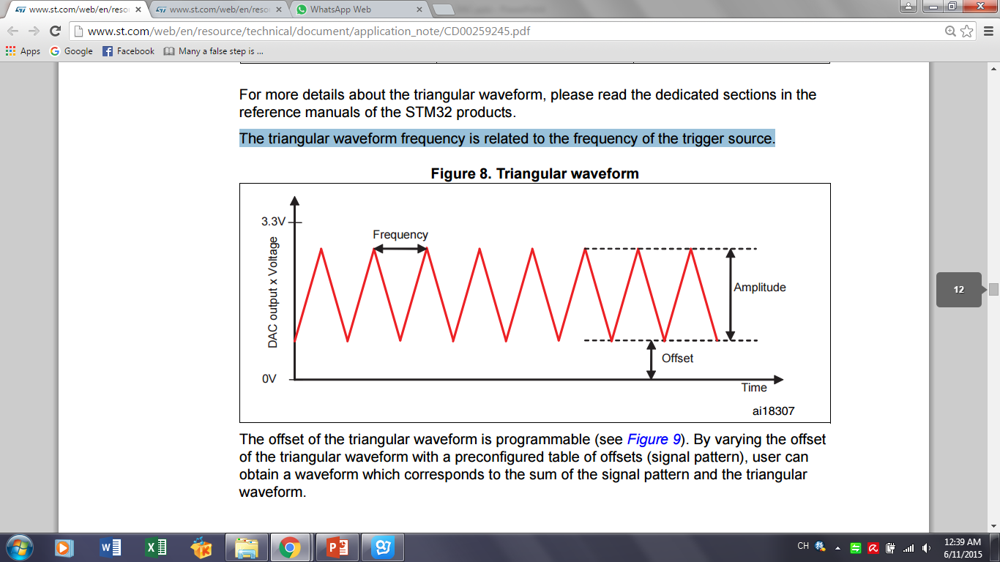 www.st.com/web/en/reso
www.st.com/web/en/reso
WhatsApp Web
www.st.com/web/en/resource/technical/document/application_note/CD00259245.pdf
Apps
Google
Facebook
Many a false step is ...
For more details about the triangular waveform, please read the dedicated sections in the
reference manuals of the STM32 products.
The triangular waveform frequency is related to the frequency of the trigger source.
Figure 8. Triangular waveform
3.3V
Frequency
DAC output x Voltage
Amplitude
Offset
0V
Time
ai18307
12
The offset of the triangular waveform is programmable (see Figure 9). By varying the offset
of the triangular waveform with a preconfigured table of offsets (signal pattern), user can
obtain a waveform which corresponds to the sum of the signal pattern and the triangular
waveform.
CH
12:39 AM
6/11/2015